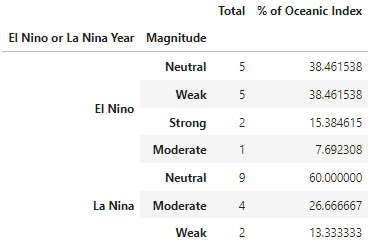 Total % of Oceanic Index
El Nino or La Nina Year Magnitude
El Nino Neutral 5 38.461538
Weak 5 38.461538
Strong 2 15.384615
Moderate 1 7.692308
La Nina Neutral 9 60.000000
Moderate 4 26.666667
Weak 2 13.333333